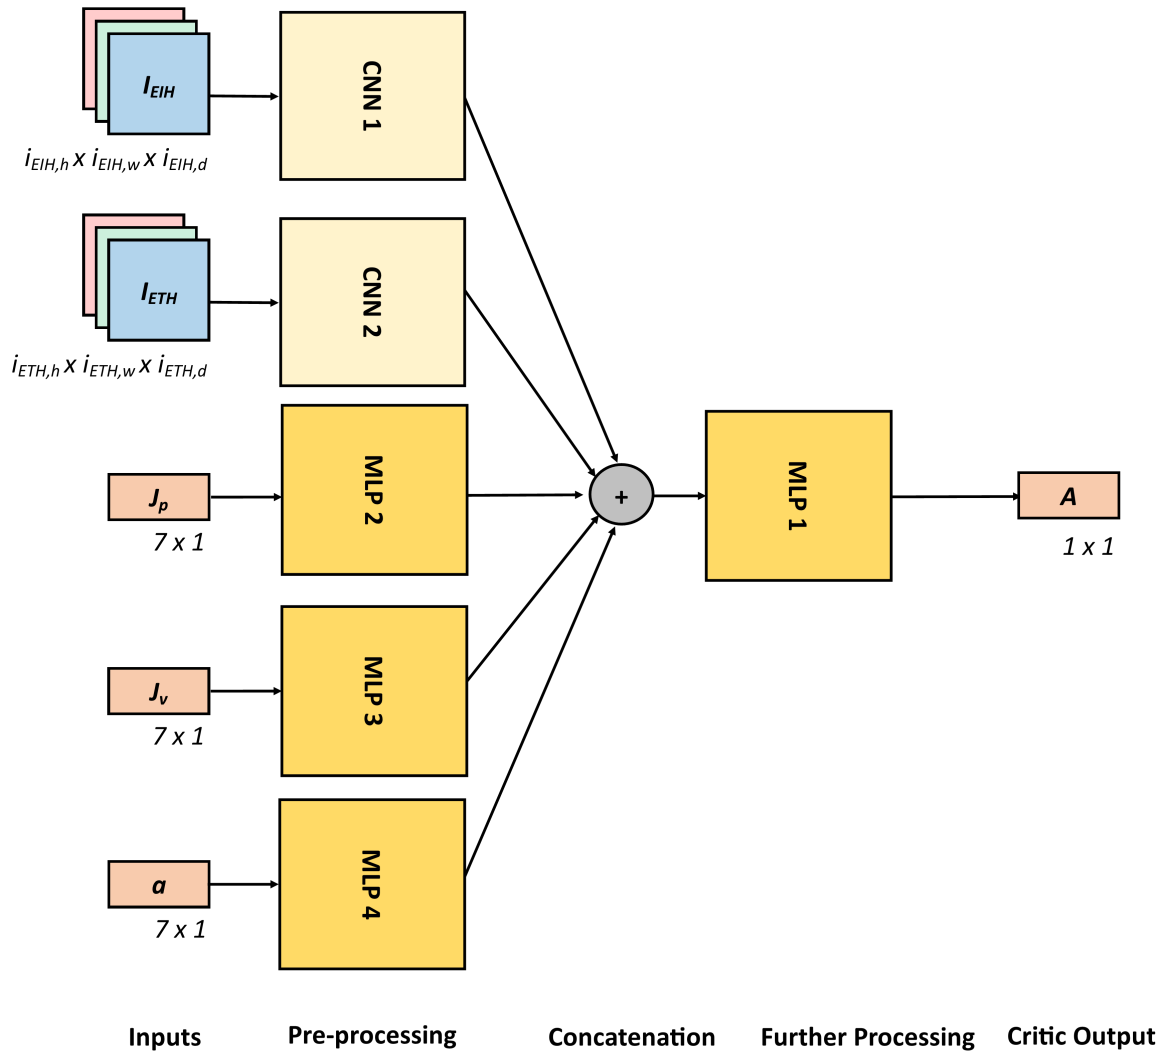 I_EIH
CNN 1
i_EIH,h x i_EIH,w x i_EIH,d
I_ETH
CNN 2
i_ETH,h x i_ETH,w x i_ETH,d
J_p
7 x 1
MLP 2
+
MLP 1
A
1 x 1
J_v
7 x 1
MLP 3
a
7 x 1
MLP 4
Inputs
Pre-processing
Concatenation
Further Processing
Critic Output